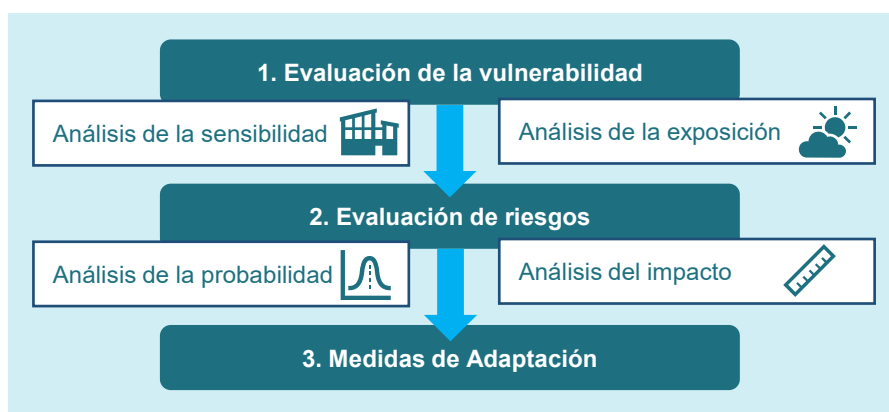 1. Evaluación de la vulnerabilidad
Análisis de la sensibilidad
Análisis de la exposición
2. Evaluación de riesgos
Análisis de la probabilidad
Análisis del impacto
3. Medidas de Adaptación